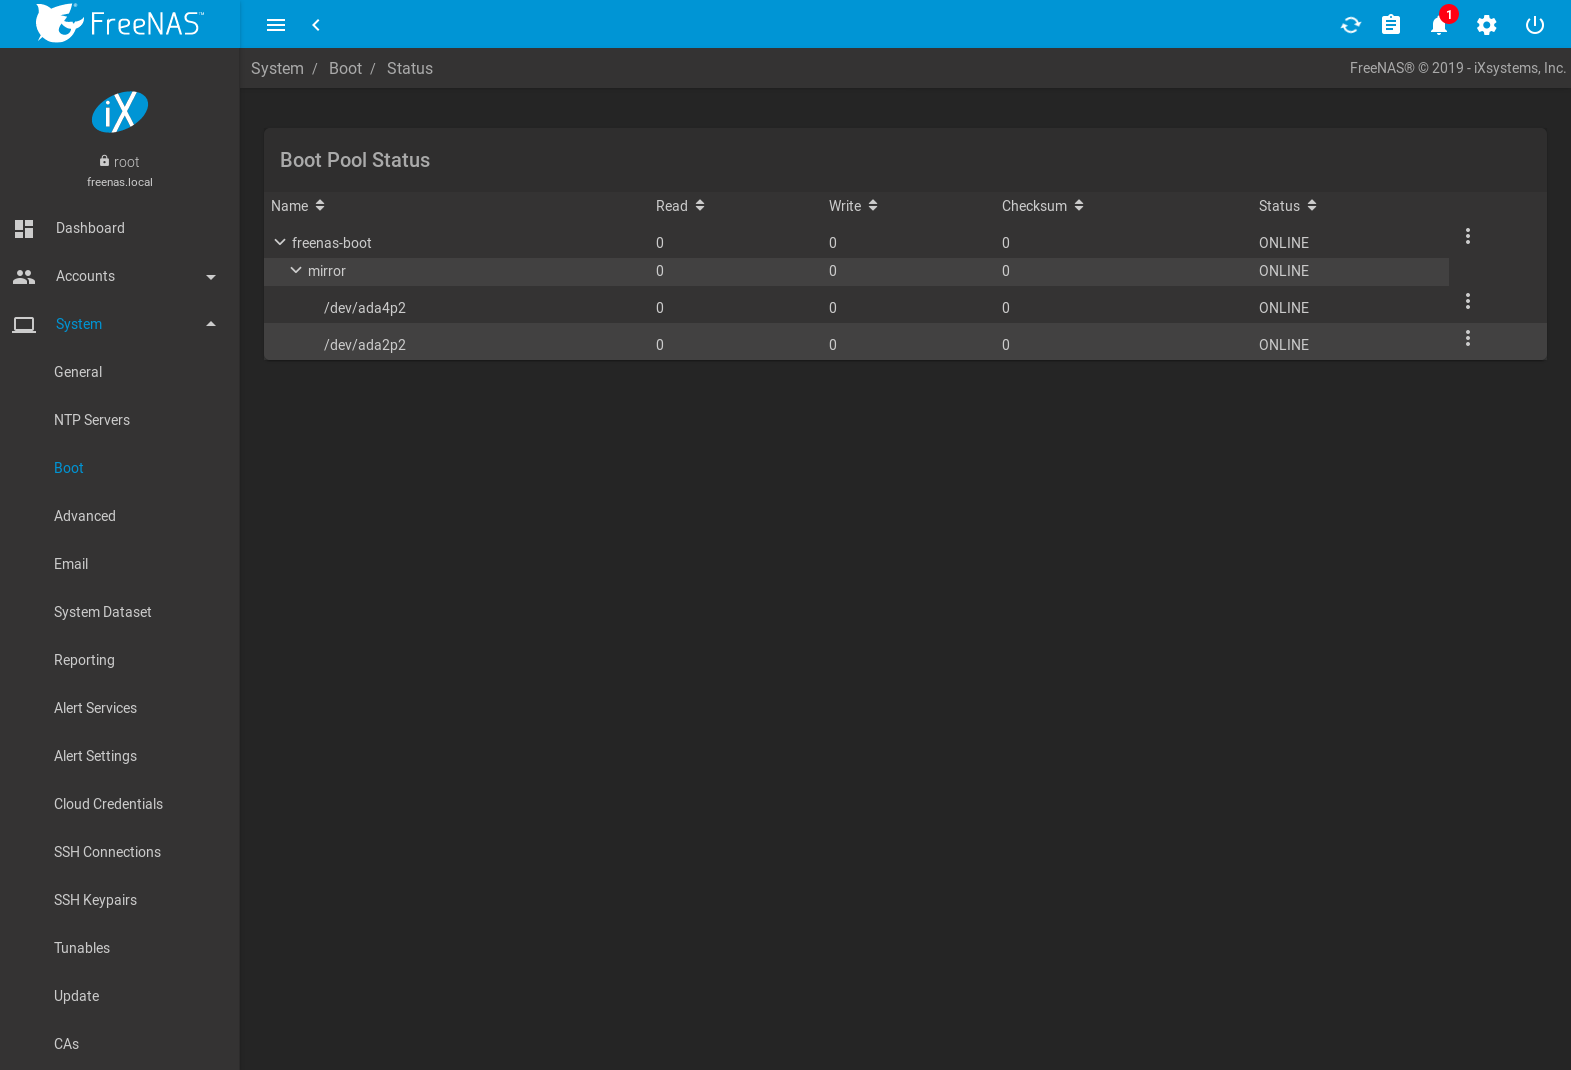 FreeNAS™
1
System / Boot / Status
FreeNAS® © 2019 - iXsystems, Inc.
iX
root
freenas.local
Dashboard
Accounts
System
General
NTP Servers
Boot
Advanced
Email
System Dataset
Reporting
Alert Services
Alert Settings
Cloud Credentials
SSH Connections
SSH Keypairs
Tunables
Update
CAs
Boot Pool Status
Name Read Write Checksum Status
freenas-boot 0 0 0 ONLINE
mirror 0 0 0 ONLINE
/dev/ada4p2 0 0 0 ONLINE
/dev/ada2p2 0 0 0 ONLINE